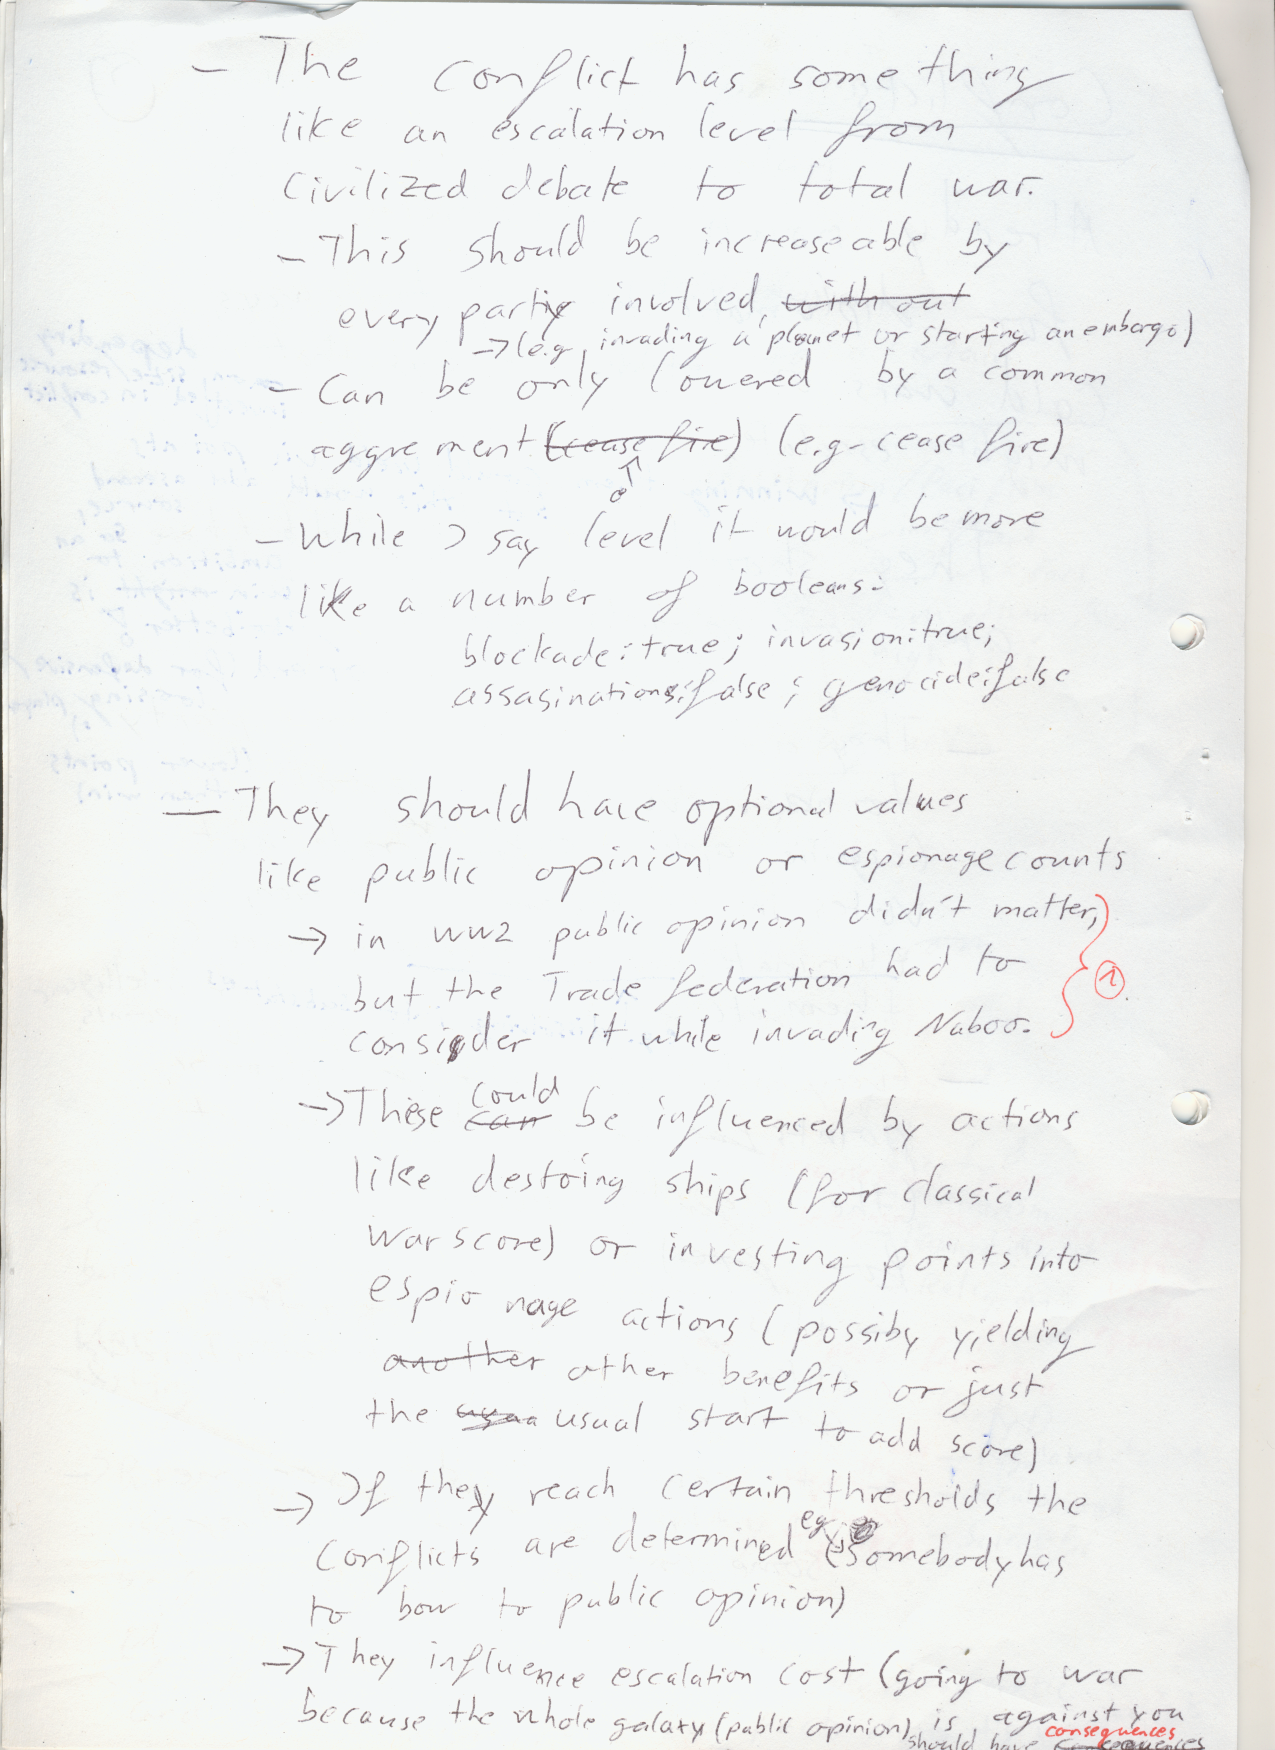 - The conflict has something
like an escalation level from
civilized debate to total war.
- This should be increaseable by
every party involved, without
→ (e.g. invading a planet or starting an embargo)
- Can be only lowered by a common
aggrement (cease fire) (e.g. cease fire)
- While I say level it would be more
like a number of booleans:
blockade:true; invasion:true;
assasinations:false; genocide:false
- They should have optional values
like public opinion or espionage counts
→ in WW2 public opinion didn't matter,
but the Trade federation had to
consider it while invading Naboo.
1
could
→ These can be influenced by actions
like destoing ships (for classical
warscore) or investing points into
espionage actions (possiby yielding
another other benefits or just
the usual start to add score)
→ If they reach certain thresholds the
eg
conflicts are determined (somebody has
to bow to public opinion)
→ They influence escalation cost (going to war
because the whole galaxy (public opinion) is against you
consequences
should have